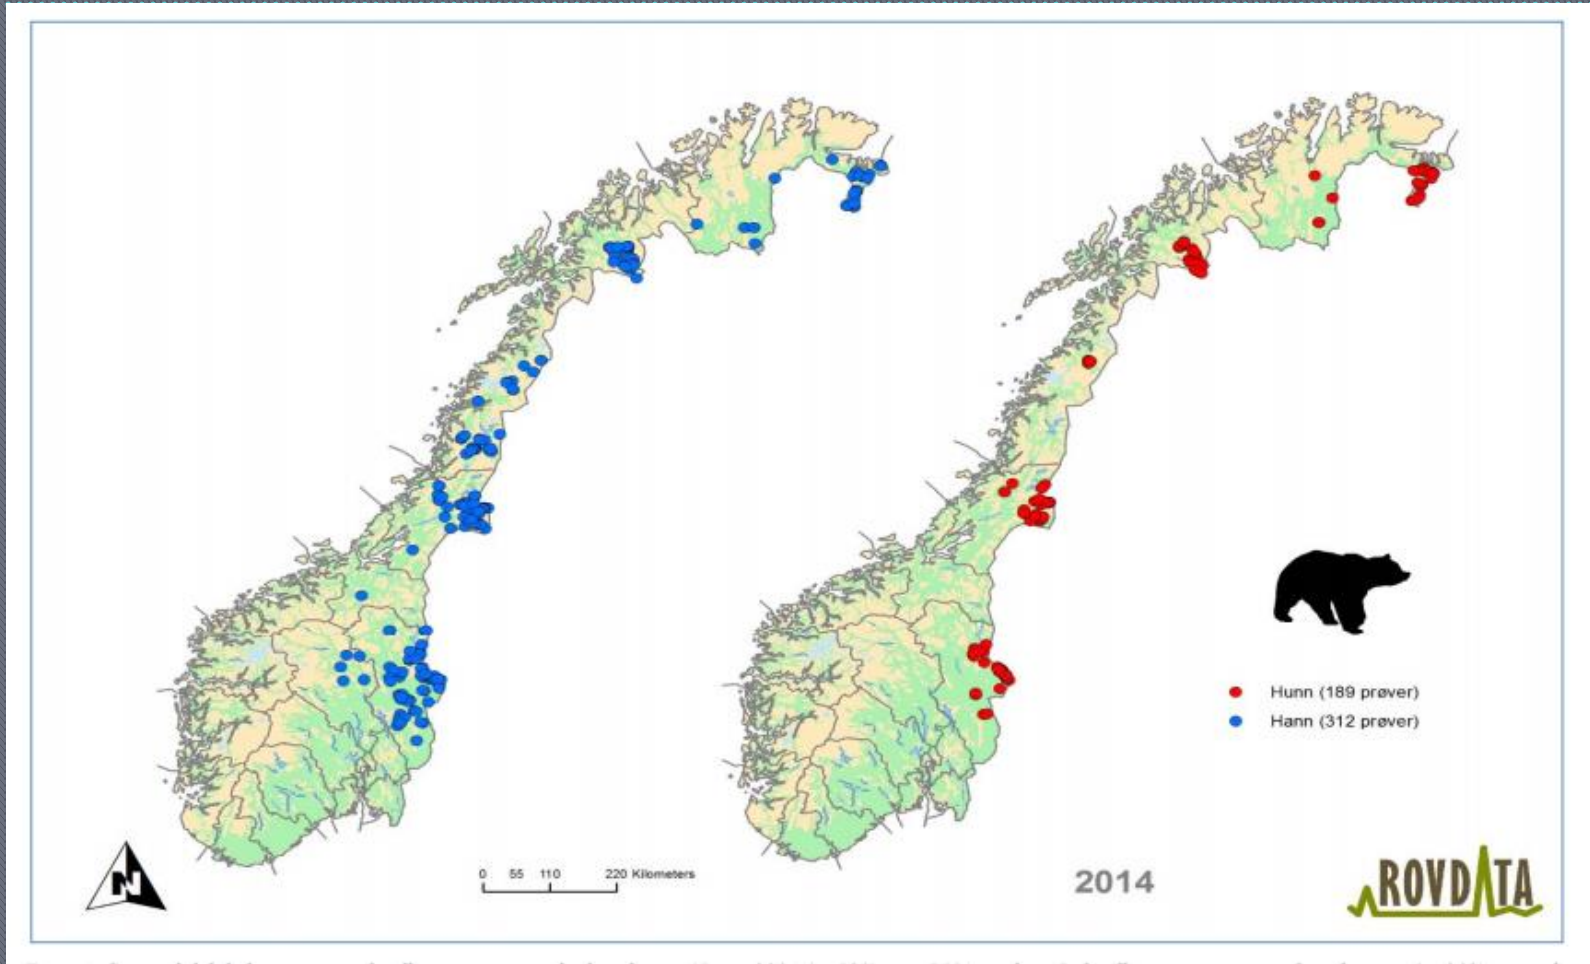 N
0 55 110 220 Kilometers
Hunn (189 prøver)
Hann (312 prøver)
2014
ROVDATA